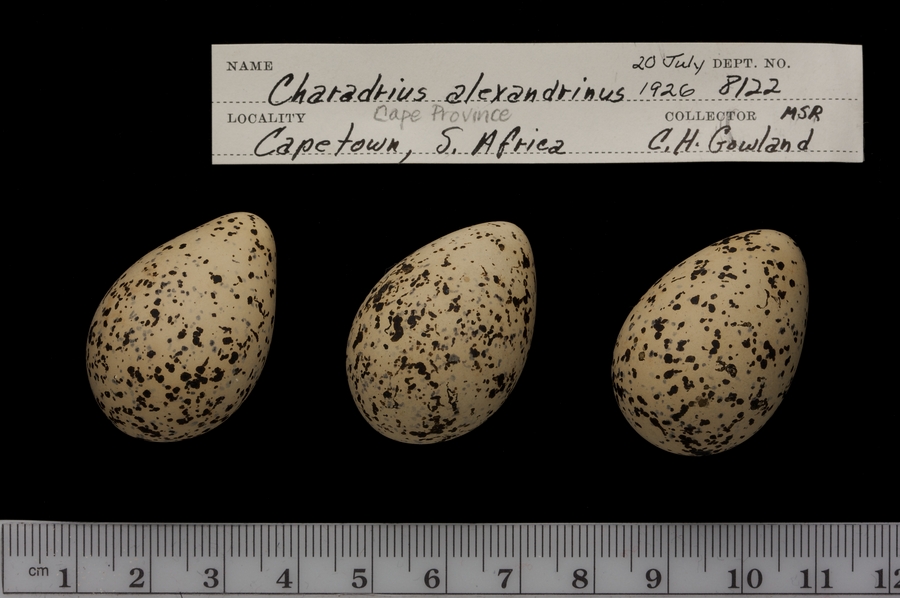 NAME 20 July DEPT. NO.
Charadrius alexandrinus 1926 8122
LOCALITY Cape Province COLLECTOR MSR
Capetown, S. Africa C.H. Gowland
cm 1 2 3 4 5 6 7 8 9 10 11 12